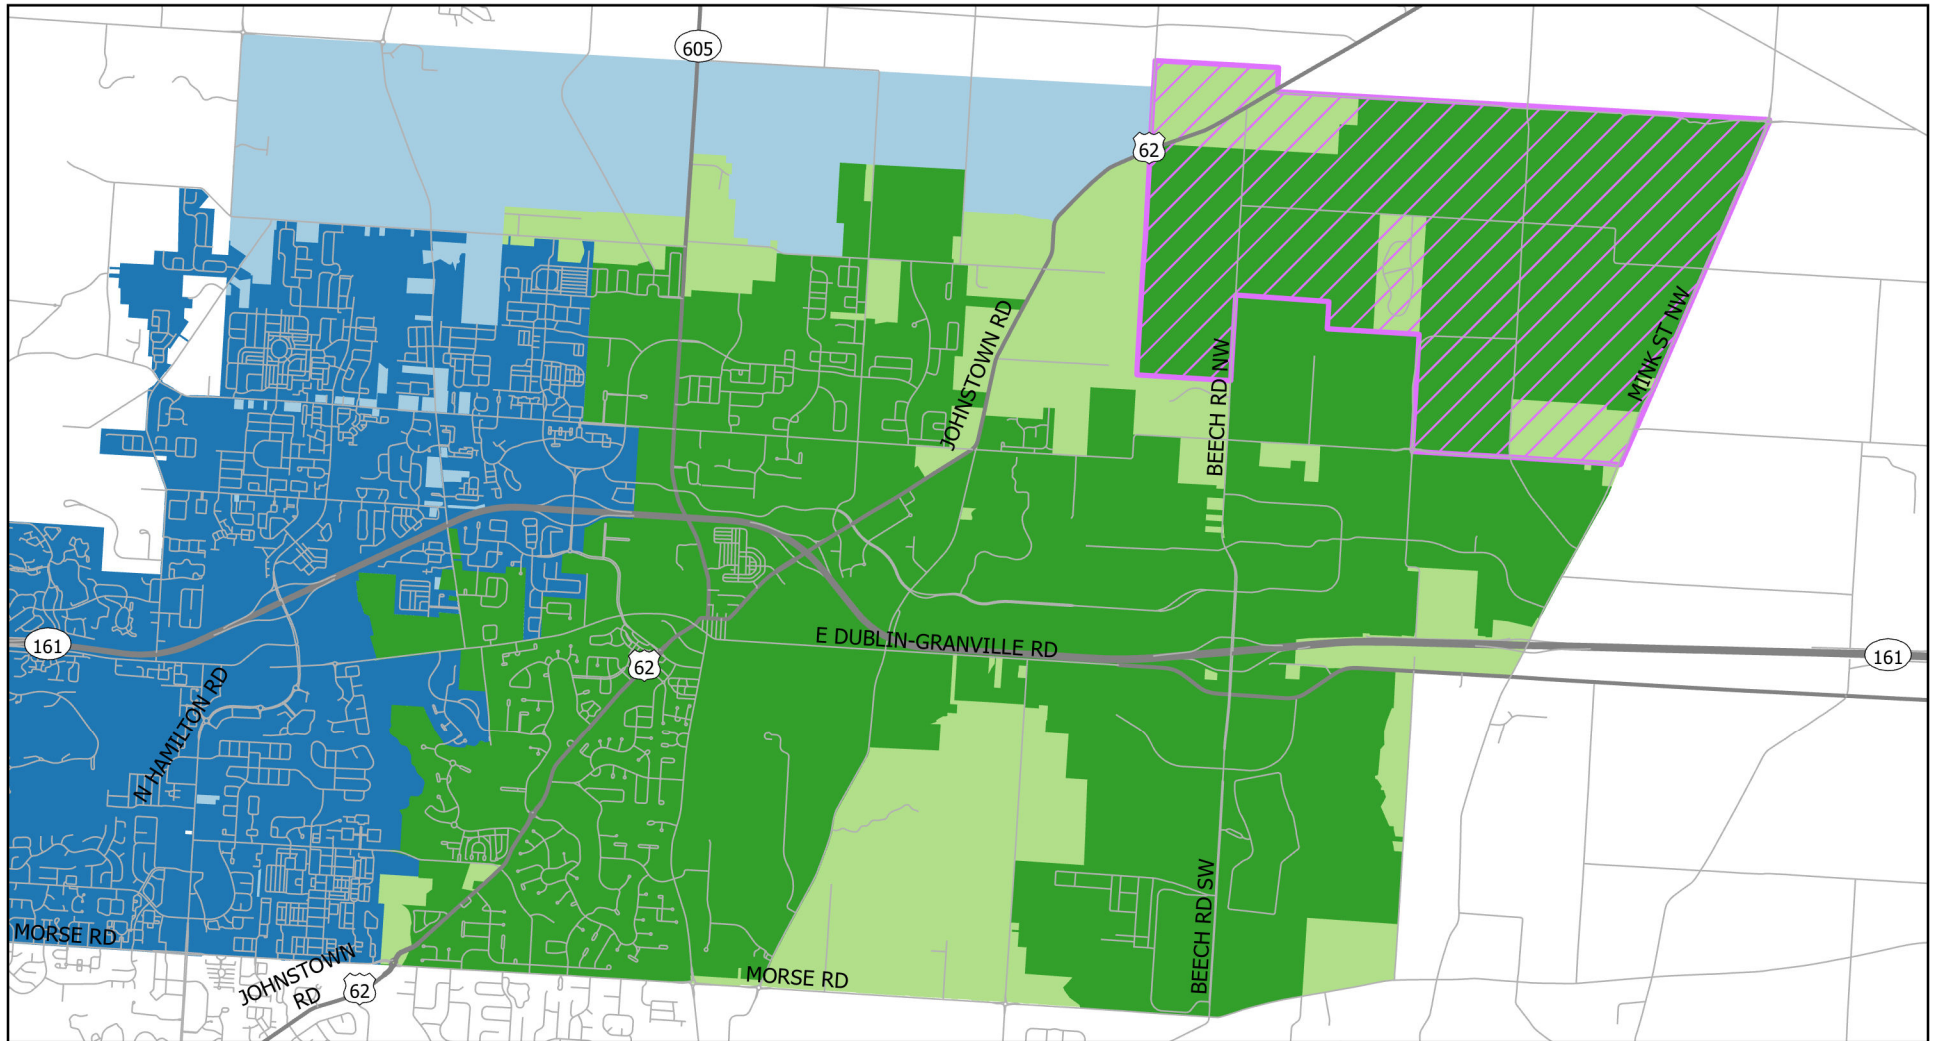 605
62
MINK ST NW
JOHNSTOWN RD
BEECH RD NW
E DUBLIN-GRANVILLE RD
161
62
161
N HAMILTON RD
BEECH RD SW
MORSE RD
MORSE RD
JOHNSTOWN
RD
62